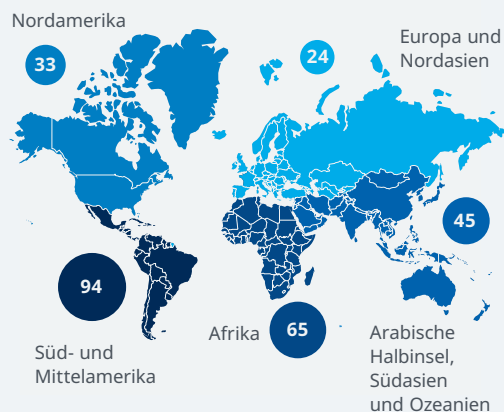 Nordamerika
33
24
Europa und
Nordasien
45
94
Süd- und
Mittelamerika
Afrika
65
Arabische
Halbinsel,
Südasien
und Ozeanien